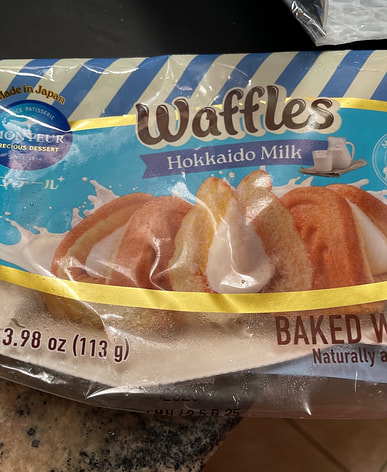 Made in Japan
MONTEUR
PRECIOUS DESSERT
Waffles
Hokkaido Milk
3.98 oz (113 g)
BAKED W
Naturally a